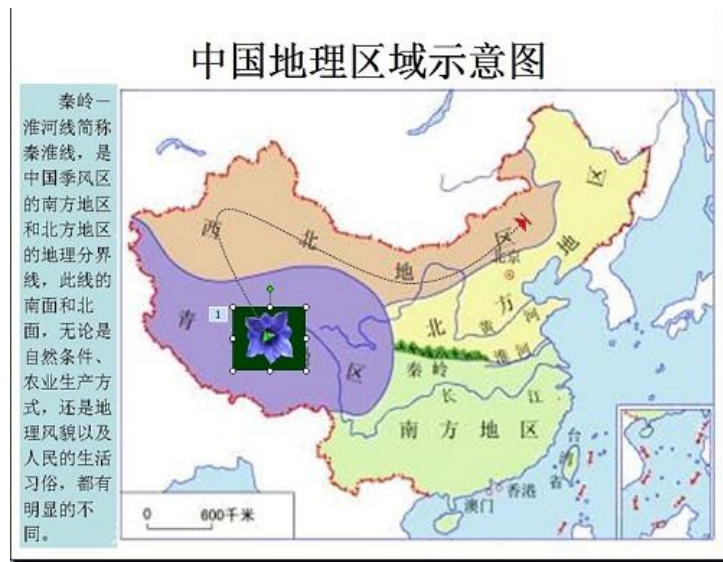 中国地理区域示意图
秦岭－
淮河线简称
秦淮线，是
中国季风区
的南方地区
和北方地区
的地理分界
线，此线的
南面和北
面，无论是
自然条件、
农业生产方
式，还是地
理风貌以及
人民的生活
习俗，都有
明显的不
同。
西北地区
北方地区
北京
青
区
1
黄河
淮河
秦岭
长江
南方地区
台湾省
香港
澳门
0 600千米